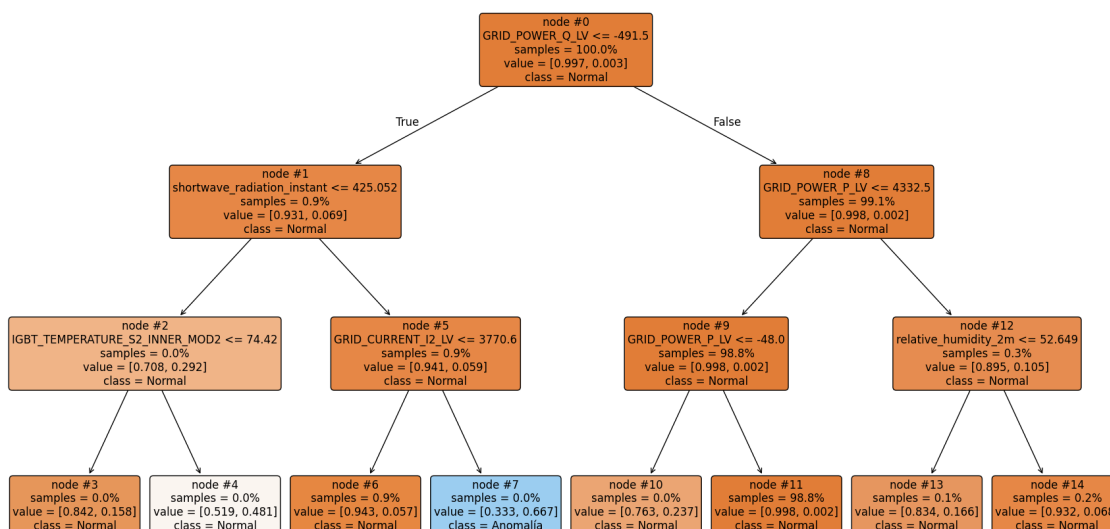 node #0
GRID_POWER_Q_LV <= -491.5
samples = 100.0%
value = [0.997, 0.003]
class = Normal
True
False
node #1
shortwave_radiation_instant <= 425.052
samples = 0.9%
value = [0.931, 0.069]
class = Normal
node #8
GRID_POWER_P_LV <= 4332.5
samples = 99.1%
value = [0.998, 0.002]
class = Normal
node #2
IGBT_TEMPERATURE_S2_INNER_MOD2 <= 74.42
samples = 0.0%
value = [0.708, 0.292]
class = Normal
node #5
GRID_CURRENT_I2_LV <= 3770.6
samples = 0.9%
value = [0.941, 0.059]
class = Normal
node #9
GRID_POWER_P_LV <= -48.0
samples = 98.8%
value = [0.998, 0.002]
class = Normal
node #12
relative_humidity_2m <= 52.649
samples = 0.3%
value = [0.895, 0.105]
class = Normal
node #3
samples = 0.0%
value = [0.842, 0.158]
class = Normal
node #4
samples = 0.0%
value = [0.519, 0.481]
class = Normal
node #6
samples = 0.9%
value = [0.943, 0.057]
class = Normal
node #7
samples = 0.0%
value = [0.333, 0.667]
class = Anomalía
node #10
samples = 0.0%
value = [0.763, 0.237]
class = Normal
node #11
samples = 98.8%
value = [0.998, 0.002]
class = Normal
node #13
samples = 0.1%
value = [0.834, 0.166]
class = Normal
node #14
samples = 0.2%
value = [0.932,
class = Normal